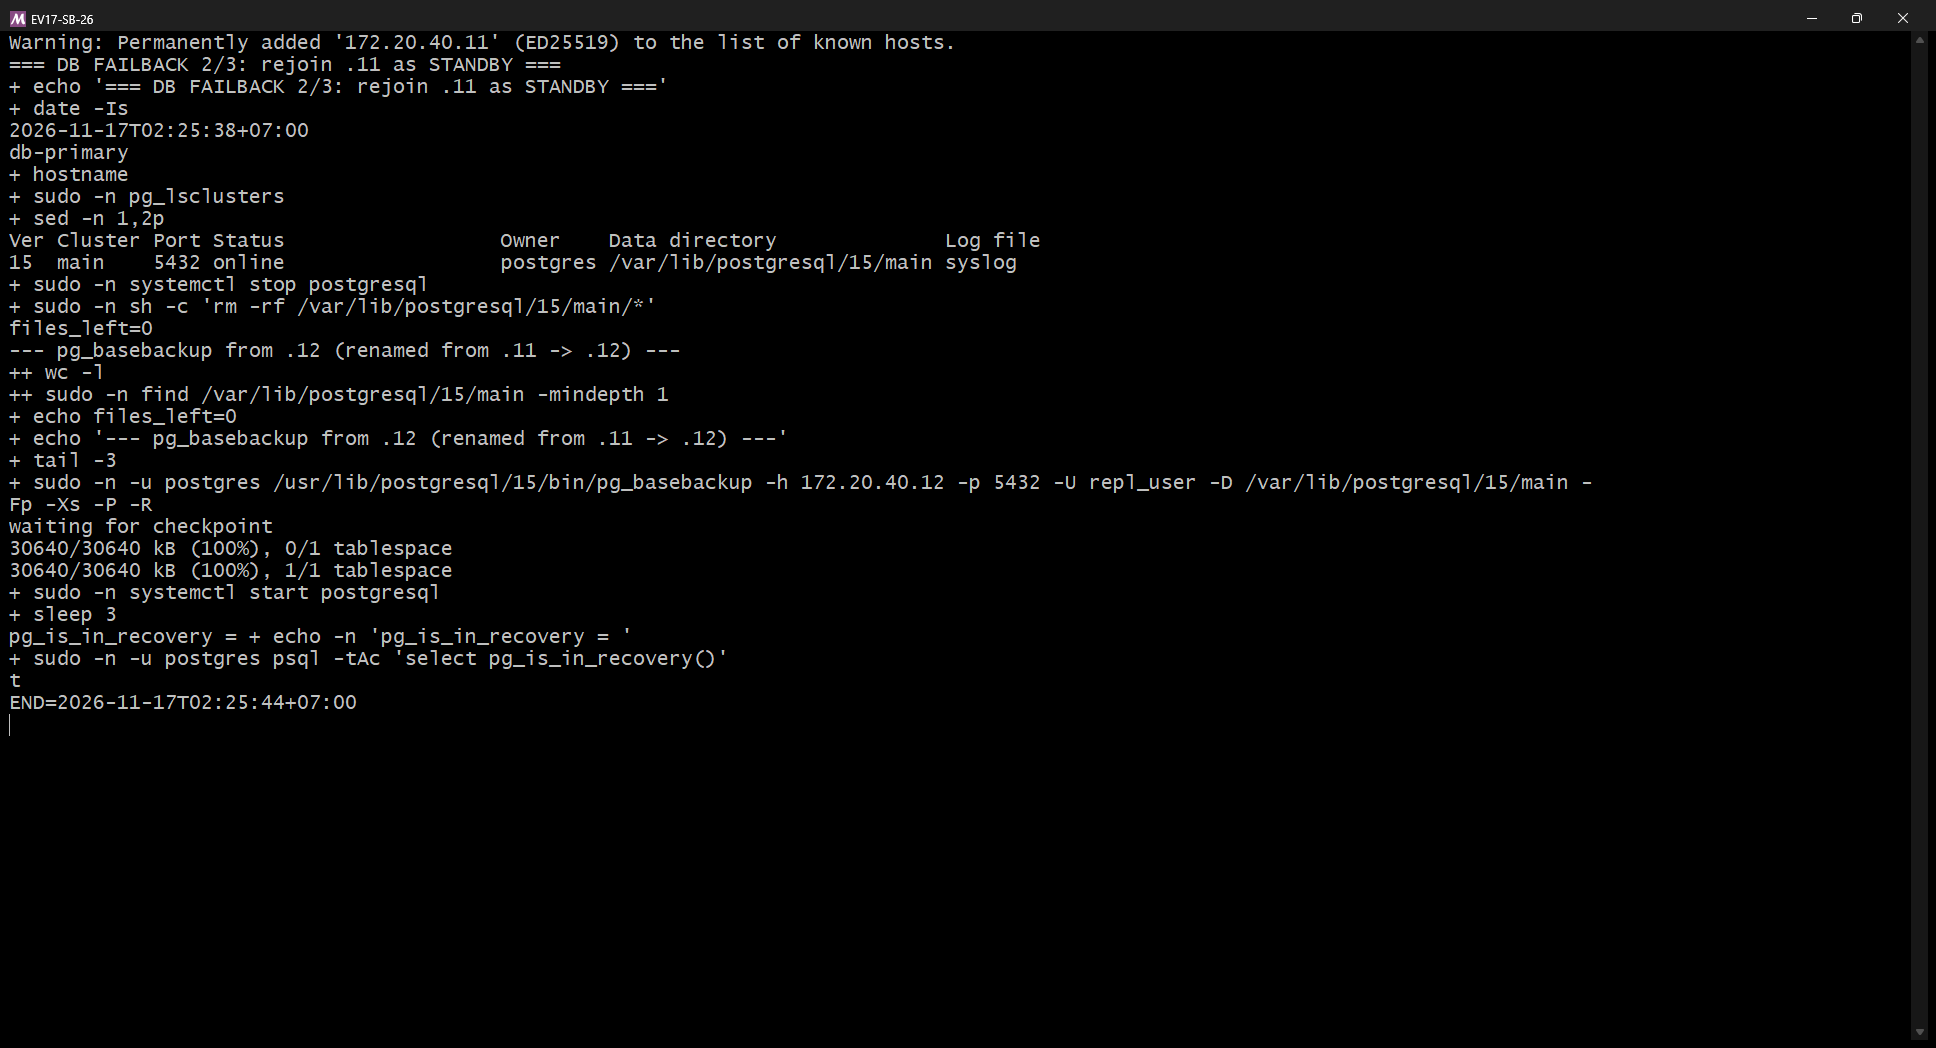 EV17-SB-26
Warning: Permanently added '172.20.40.11' (ED25519) to the list of known hosts.
=== DB FAILBACK 2/3: rejoin .11 as STANDBY ===
+ echo '=== DB FAILBACK 2/3: rejoin .11 as STANDBY ==='
+ date -Is
2026-11-17T02:25:38+07:00
db-primary
+ hostname
+ sudo -n pg_lsclusters
+ sed -n 1,2p
Ver Cluster Port Status                  Owner    Data directory              Log file
15  main    5432 online                  postgres /var/lib/postgresql/15/main syslog
+ sudo -n systemctl stop postgresql
+ sudo -n sh -c 'rm -rf /var/lib/postgresql/15/main/*'
files_left=0
--- pg_basebackup from .12 (renamed from .11 -> .12) ---
++ wc -l
++ sudo -n find /var/lib/postgresql/15/main -mindepth 1
+ echo files_left=0
+ echo '--- pg_basebackup from .12 (renamed from .11 -> .12) ---'
+ tail -3
+ sudo -n -u postgres /usr/lib/postgresql/15/bin/pg_basebackup -h 172.20.40.12 -p 5432 -U repl_user -D /var/lib/postgresql/15/main -
Fp -Xs -P -R
waiting for checkpoint
30640/30640 kB (100%), 0/1 tablespace
30640/30640 kB (100%), 1/1 tablespace
+ sudo -n systemctl start postgresql
+ sleep 3
pg_is_in_recovery = + echo -n 'pg_is_in_recovery = '
+ sudo -n -u postgres psql -tAc 'select pg_is_in_recovery()'
t
END=2026-11-17T02:25:44+07:00